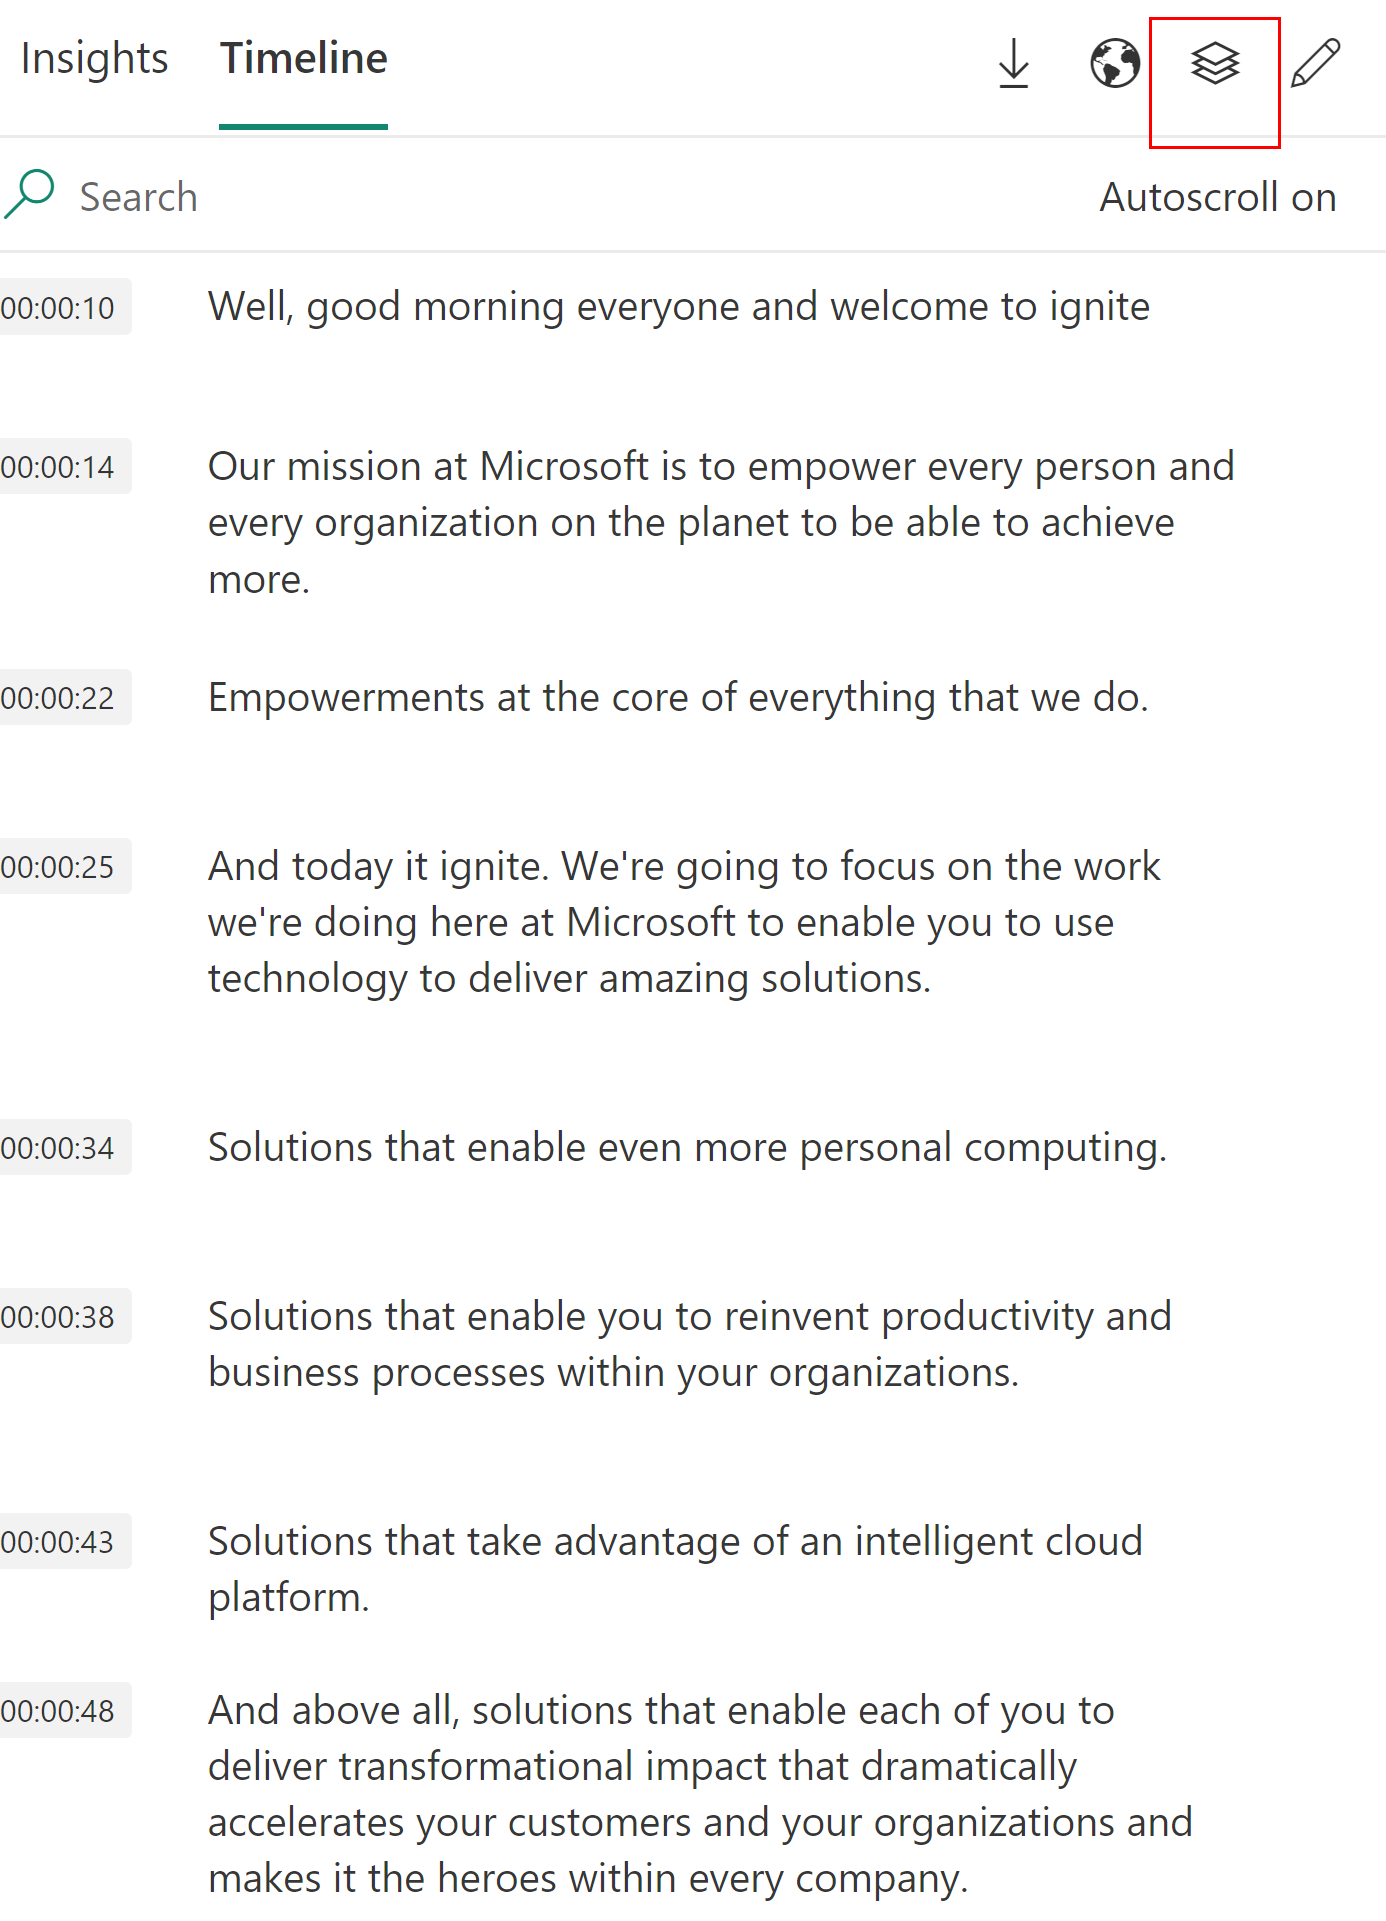 Insights Timeline
Search Autoscroll on
00:00:10 Well, good morning everyone and welcome to ignite
00:00:14 Our mission at Microsoft is to empower every person and
every organization on the planet to be able to achieve
more.
00:00:22 Empowerments at the core of everything that we do.
00:00:25 And today it ignite. We're going to focus on the work
we're doing here at Microsoft to enable you to use
technology to deliver amazing solutions.
00:00:34 Solutions that enable even more personal computing.
00:00:38 Solutions that enable you to reinvent productivity and
business processes within your organizations.
00:00:43 Solutions that take advantage of an intelligent cloud
platform.
00:00:48 And above all, solutions that enable each of you to
deliver transformational impact that dramatically
accelerates your customers and your organizations and
makes it the heroes within every company.